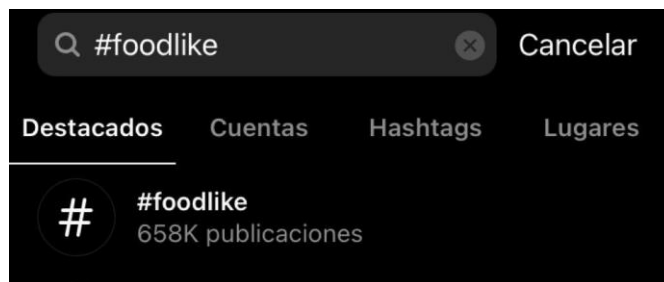 #foodlike Cancelar
Destacados Cuentas Hashtags Lugares
#foodlike
658K publicaciones